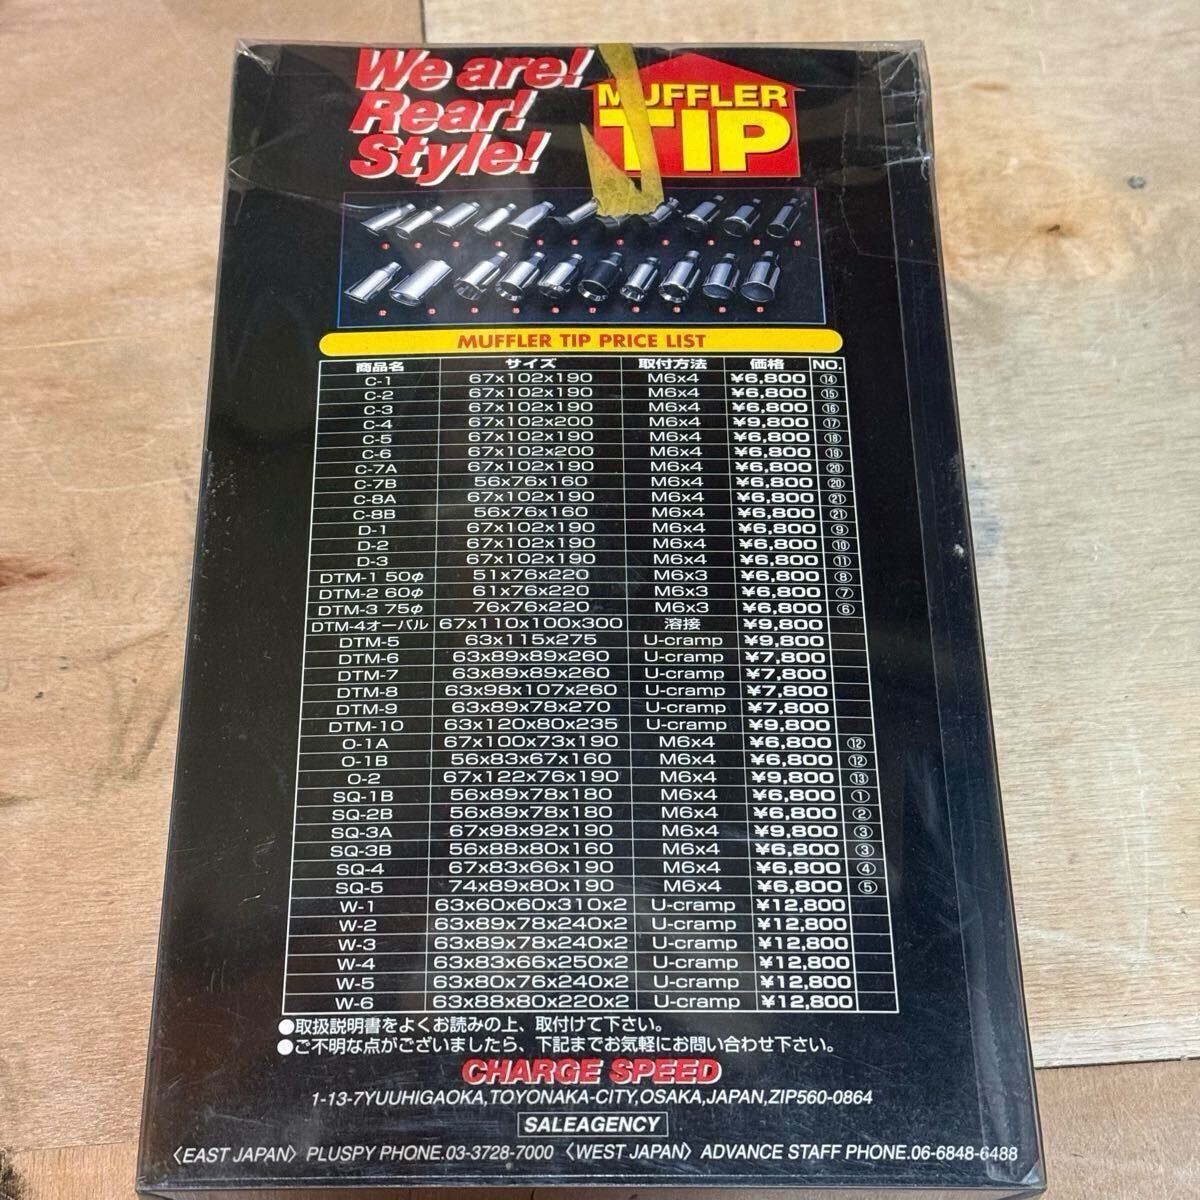 We are!
Rear!
Style!
MUFFLER
TIP
MUFFLER TIP PRICE LIST
商品名 サイズ 取付方法 価格 NO.
C-1 67x102x190 M6x4 ¥6,800 ⑭
C-2 67x102x190 M6x4 ¥6,800 ⑮
C-3 67x102x190 M6x4 ¥6,800 ⑯
C-4 67x102x200 M6x4 ¥9,800 ⑰
C-5 67x102x190 M6x4 ¥6,800 ⑱
C-6 67x102x200 M6x4 ¥6,800 ⑲
C-7A 67x102x190 M6x4 ¥6,800 ⑳
C-7B 56x76x160 M6x4 ¥6,800 ⑳
C-8A 67x102x190 M6x4 ¥6,800 ㉑
C-8B 56x76x160 M6x4 ¥6,800 ㉑
D-1 67x102x190 M6x4 ¥6,800 ⑨
D-2 67x102x190 M6x4 ¥6,800 ⑩
D-3 67x102x190 M6x4 ¥6,800 ⑪
DTM-1 50φ 51x76x220 M6x3 ¥6,800 ⑧
DTM-2 60φ 61x76x220 M6x3 ¥6,800 ⑦
DTM-3 75φ 76x76x220 M6x3 ¥6,800 ⑥
DTM-4オーバル 67x110x100x300 溶接 ¥9,800
DTM-5 63x115x275 U-cramp ¥9,800
DTM-6 63x89x89x260 U-cramp ¥7,800
DTM-7 63x89x89x260 U-cramp ¥7,800
DTM-8 63x98x107x260 U-cramp ¥7,800
DTM-9 63x89x78x270 U-cramp ¥7,800
DTM-10 63x120x80x235 U-cramp ¥9,800
O-1A 67x100x73x190 M6x4 ¥6,800 ⑫
O-1B 56x83x67x160 M6x4 ¥6,800 ⑫
O-2 67x122x76x190 M6x4 ¥9,800 ⑬
SQ-1B 56x89x78x180 M6x4 ¥6,800 ①
SQ-2B 56x89x78x180 M6x4 ¥6,800 ②
SQ-3A 67x98x92x190 M6x4 ¥9,800 ③
SQ-3B 56x88x80x160 M6x4 ¥6,800 ③
SQ-4 67x83x66x190 M6x4 ¥6,800 ④
SQ-5 74x89x80x190 M6x4 ¥6,800 ⑤
W-1 63x60x60x310x2 U-cramp ¥12,800
W-2 63x89x78x240x2 U-cramp ¥12,800
W-3 63x89x78x240x2 U-cramp ¥12,800
W-4 63x83x66x250x2 U-cramp ¥12,800
W-5 63x80x76x240x2 U-cramp ¥12,800
W-6 63x88x80x220x2 U-cramp ¥12,800
●取扱説明書をよくお読みの上、取付けて下さい。
●ご不明な点がございましたら、下記までお気軽にお問い合わせ下さい。
CHARGE SPEED
1-13-7YUUHIGAOKA,TOYONAKA-CITY,OSAKA,JAPAN,ZIP560-0864
SALEAGENCY
〈EAST JAPAN〉 PLUSPY PHONE.03-3728-7000 〈WEST JAPAN〉 ADVANCE STAFF PHONE.06-6848-6488